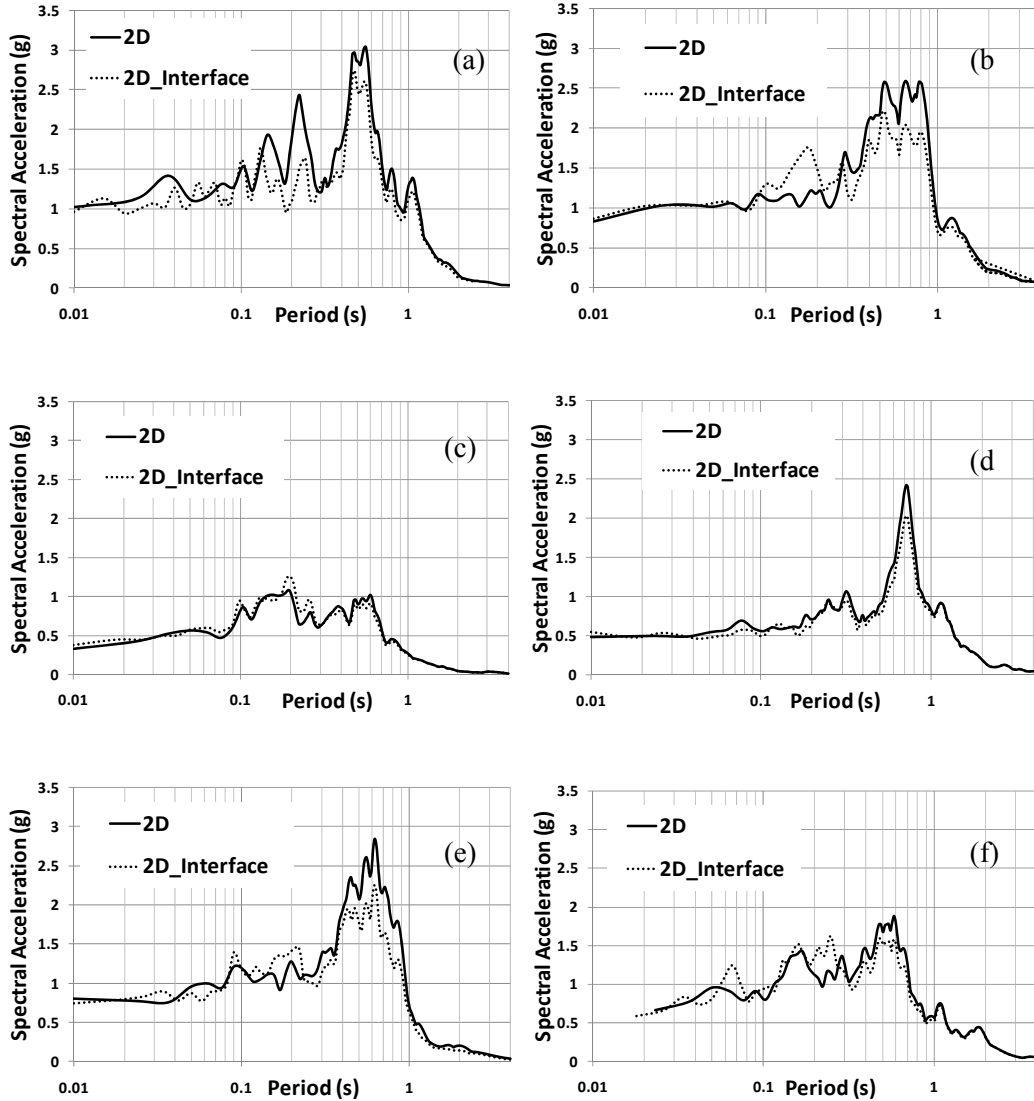 3.5
3
2.5
2
1.5
1
0.5
0
Spectral Acceleration (g)
2D
2D_Interface
(a)
0.01
0.1
1
Period (s)
3.5
3
2.5
2
1.5
1
0.5
0
Spectral Acceleration (g)
2D
2D_Interface
(b
0.01
0.1
1
Period (s)
3.5
3
2.5
2
1.5
1
0.5
0
Spectral Acceleration (g)
2D
2D_Interface
(c)
0.01
0.1
1
Period (s)
3.5
3
2.5
2
1.5
1
0.5
0
Spectral Acceleration (g)
2D
2D_Interface
(d
0.01
0.1
1
Period (s)
3.5
3
2.5
2
1.5
1
0.5
0
Spectral Acceleration (g)
2D
2D_Interface
(e)
0.01
0.1
1
Period (s)
3.5
3
2.5
2
1.5
1
0.5
0
Spectral Acceleration (g)
2D
2D_Interface
(f)
0.01
0.1
1
Period (s)